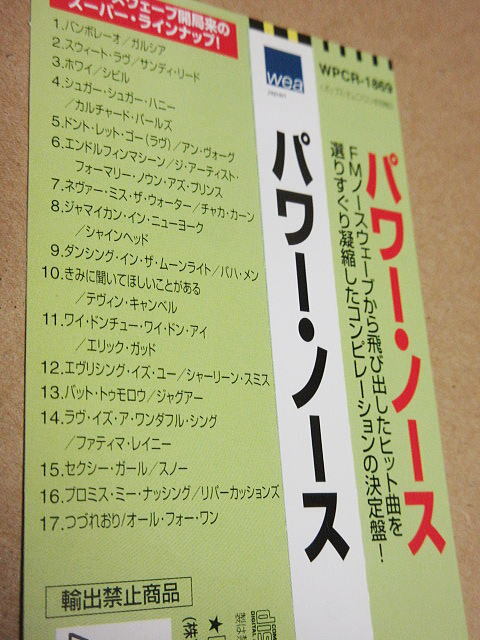 スウェーブ開局来の
スーパー・ラインナップ!
1.バンボレーオ/ガルシア
2.スウィート・ラヴ/サンディ・リード
3.ホワイ/シビル
4.シュガー・シュガー・ハニー
/カルチャード・パールズ
5.ドント・レット・ゴー(ラヴ)/アン・ヴォーグ
6.エンドルフィンマシーン/ジ・アーティスト・
フォーマリー・ノウン・アズ・プリンス
7.ネヴァー・ミス・ザ・ウォーター/チャカ・カーン
8.ジャマイカン・イン・ニューヨーク
/シャインヘッド
9.ダンシング・イン・ザ・ムーンライト/バハ・メン
10.きみに聞いてほしいことがある
/テヴィン・キャンベル
11.ワイ・ドンチュー・ワイ・ドン・アイ
/エリック・ガッド
12.エヴリシング・イズ・ユー/シャーリーン・スミス
13.バット・トゥモロウ/ジャグアー
14.ラヴ・イズ・ア・ワンダフル・シング
/ファティマ・レイニー
15.セクシー・ガール/スノー
16.プロミス・ミー・ナッシング/リパーカッションズ
17.つづれおり/オール・フォー・ワン
輸出禁止商品
wea
パワー・ノース
WPCR-1869
パワー・ノース
FMノースウェーブから飛び出したヒット曲を
選りすぐり凝縮したコンピレーションの決定盤!